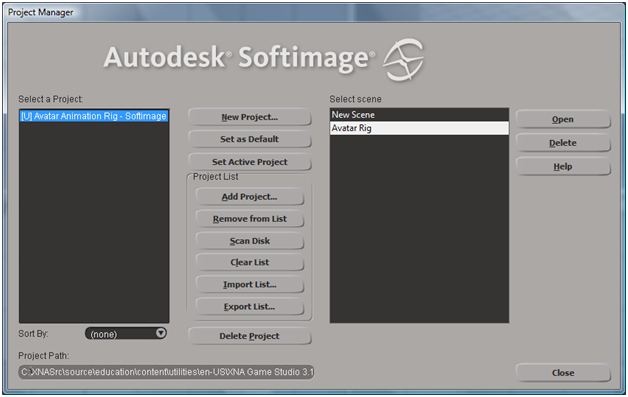 Project Manager
Autodesk® Softimage®
Select a Project:
[U] Avatar Animation Rig - Softimage
New Project...
Set as Default
Set Active Project
Project List
Add Project...
Remove from List
Scan Disk
Clear List
Import List...
Export List...
Delete Project
Select scene
New Scene
Avatar Rig
Open
Delete
Help
Sort By:
(none)
Project Path:
C:\XNASrc\source\education\content\utilities\en-US\XNA Game Studio 3.1
Close